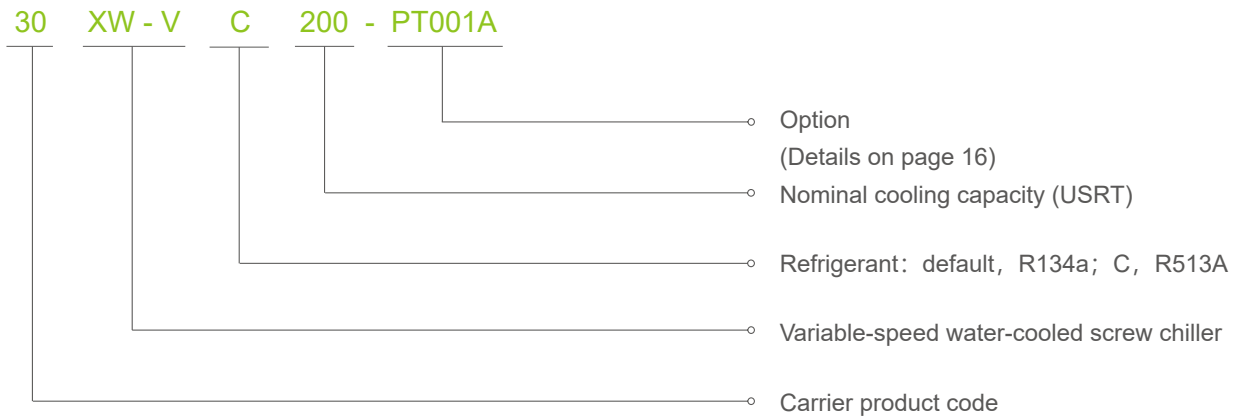 30 XW - V C 200 - PT001A
Option
(Details on page 16)
Nominal cooling capacity (USRT)
Refrigerant：default，R134a；C，R513A
Variable-speed water-cooled screw chiller
Carrier product code